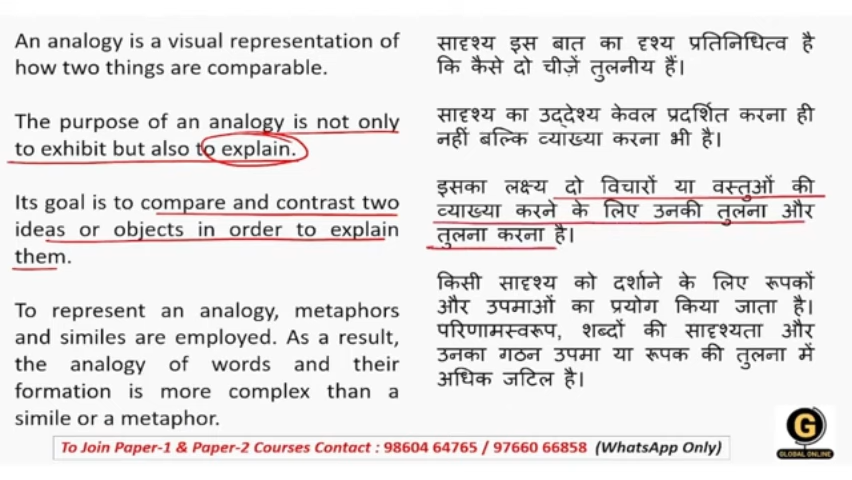 An analogy is a visual representation of
how two things are comparable.
The purpose of an analogy is not only
to exhibit but also to explain.
Its goal is to compare and contrast two
ideas or objects in order to explain
them.
To represent an analogy, metaphors
and similes are employed. As a result,
the analogy of words and their
formation is more complex than a
simile or a metaphor.
सादृश्य इस बात का दृश्य प्रतिनिधित्व है
कि कैसे दो चीज़ें तुलनीय हैं।
सादृश्य का उद्देश्य केवल प्रदर्शित करना ही
नहीं बल्कि व्याख्या करना भी है।
इसका लक्ष्य दो विचारों या वस्तुओं की
व्याख्या करने के लिए उनकी तुलना और
तुलना करना है।
किसी सादृश्य को दर्शाने के लिए रूपकों
और उपमाओं का प्रयोग किया जाता है।
परिणामस्वरूप, शब्दों की सादृश्यता और
उनका गठन उपमा या रूपक की तुलना में
अधिक जटिल है।
To Join Paper-1 & Paper-2 Courses Contact : 98604 64765 / 97660 66858 (WhatsApp Only)
G
GLOBAL ONLINE